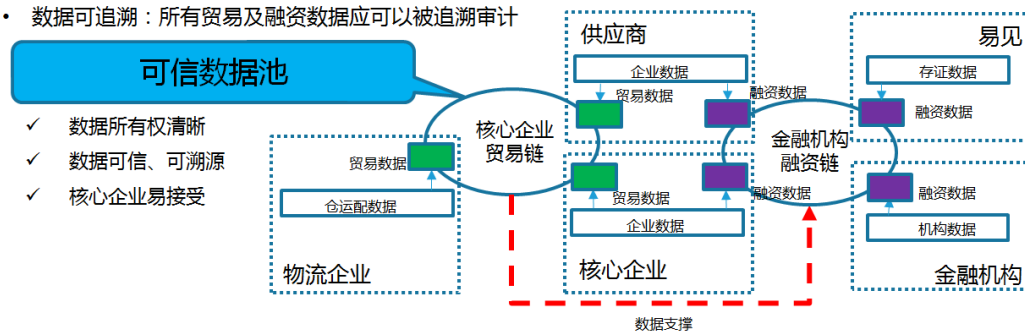 • 数据可追溯：所有贸易及融资数据应可以被追溯审计
可信数据池
✓ 数据所有权清晰
✓ 数据可信、可溯源
✓ 核心企业易接受
贸易数据
仓运配数据
物流企业
核心企业
贸易链
供应商
企业数据
贸易数据
融资数据
贸易数据
融资数据
企业数据
核心企业
金融机构
融资链
易见
存证数据
融资数据
融资数据
机构数据
金融机构
数据支撑